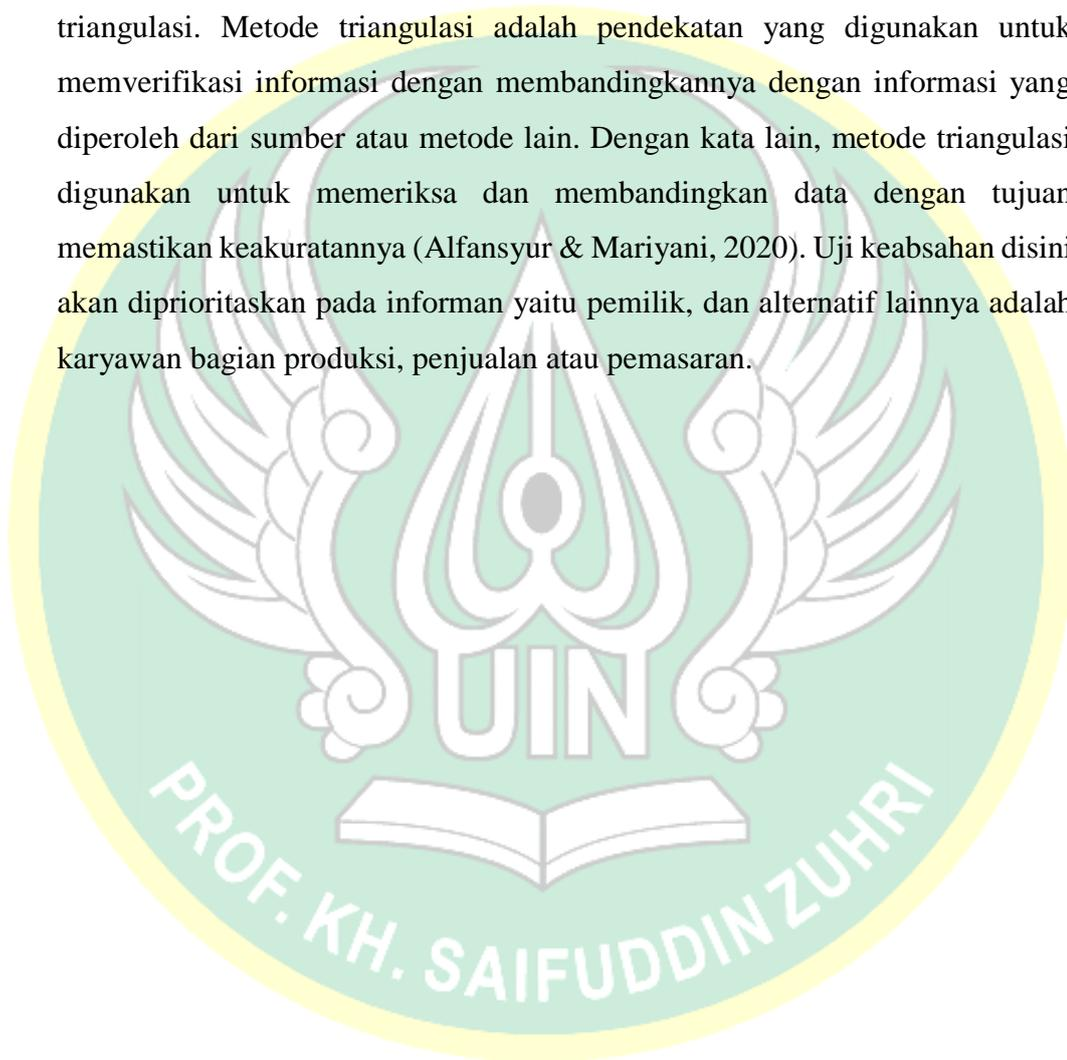 triangulasi. Metode triangulasi adalah pendekatan yang digunakan untuk
memverifikasi informasi dengan membandingkannya dengan informasi yang
diperoleh dari sumber atau metode lain. Dengan kata lain, metode triangulasi
digunakan untuk memeriksa dan membandingkan data dengan tujuan
memastikan keakuratannya (Alfansyur & Mariyani, 2020). Uji keabsahan disini
akan diprioritaskan pada informan yaitu pemilik, dan alternatif lainnya adalah
karyawan bagian produksi, penjualan atau pemasaran.
UIN
PROF. KH. SAIFUDDIN ZUHRI